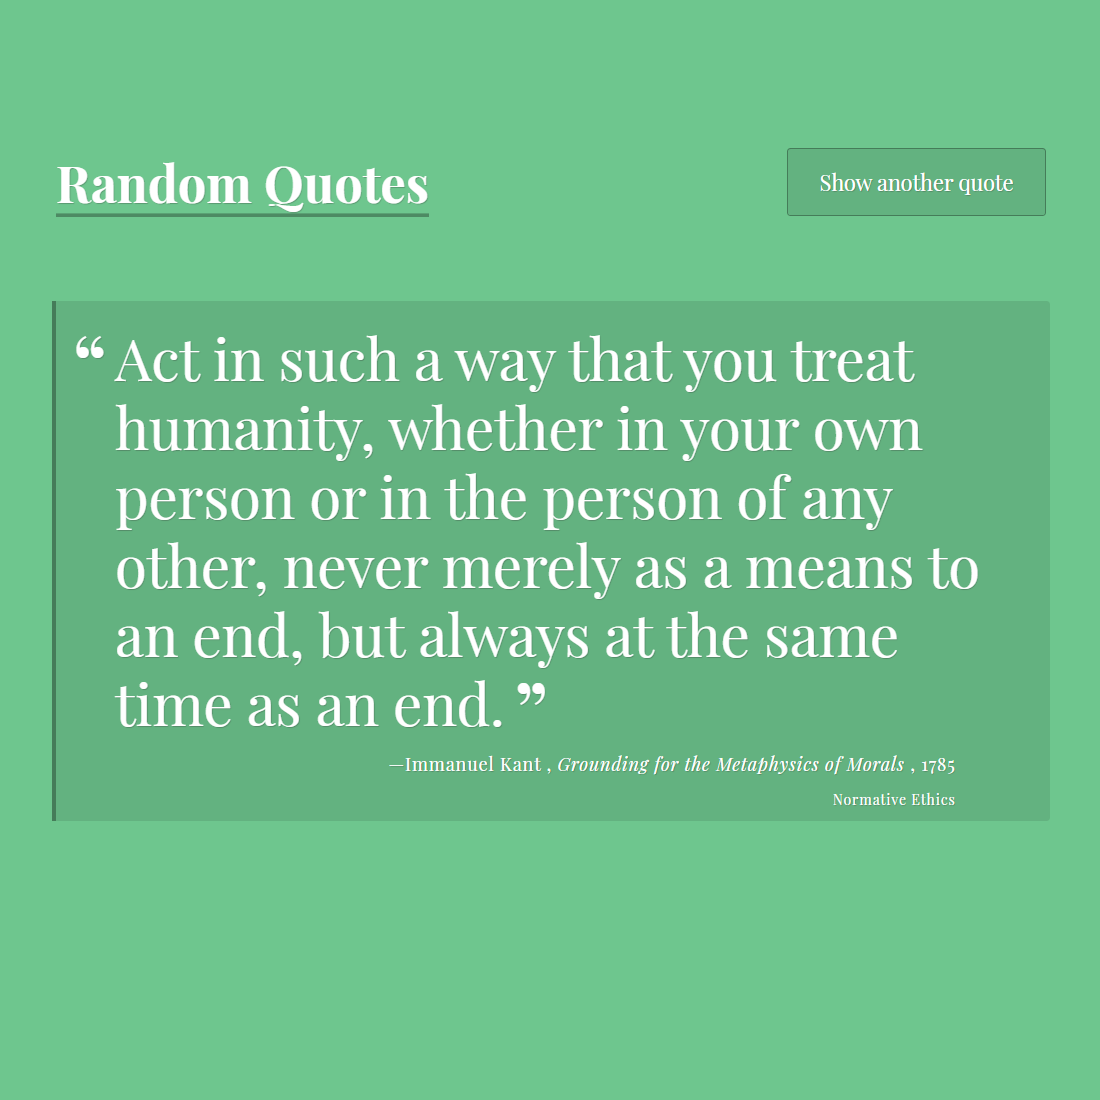 Random Quotes
Show another quote
❝ Act in such a way that you treat
humanity, whether in your own
person or in the person of any
other, never merely as a means to
an end, but always at the same
time as an end. ❞
—Immanuel Kant , Grounding for the Metaphysics of Morals , 1785
Normative Ethics